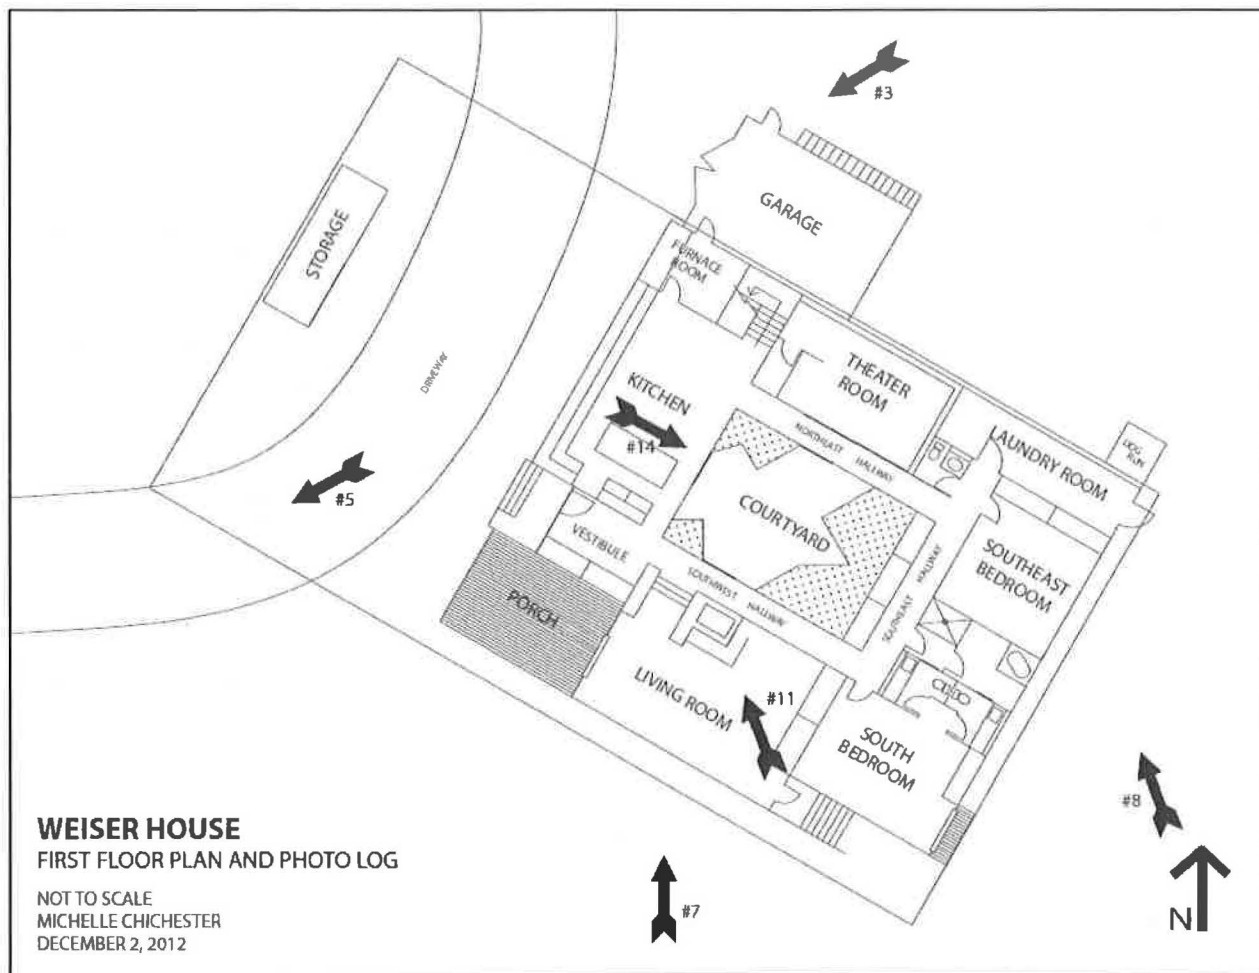 #3
GARAGE
STORAGE
FURNACE
ROOM
DRIVEWAY
THEATER
ROOM
KITCHEN
#14
NORTHEAST HALLWAY
LAUNDRY ROOM
DOG
RUN
#5
COURTYARD
VESTIBULE
SOUTHEAST
BEDROOM
SOUTHWEST HALLWAY
SOUTHEAST HALLWAY
PORCH
LIVING ROOM
#11
SOUTH
BEDROOM
#8
#7
N
WEISER HOUSE
FIRST FLOOR PLAN AND PHOTO LOG
NOT TO SCALE
MICHELLE CHICHESTER
DECEMBER 2, 2012